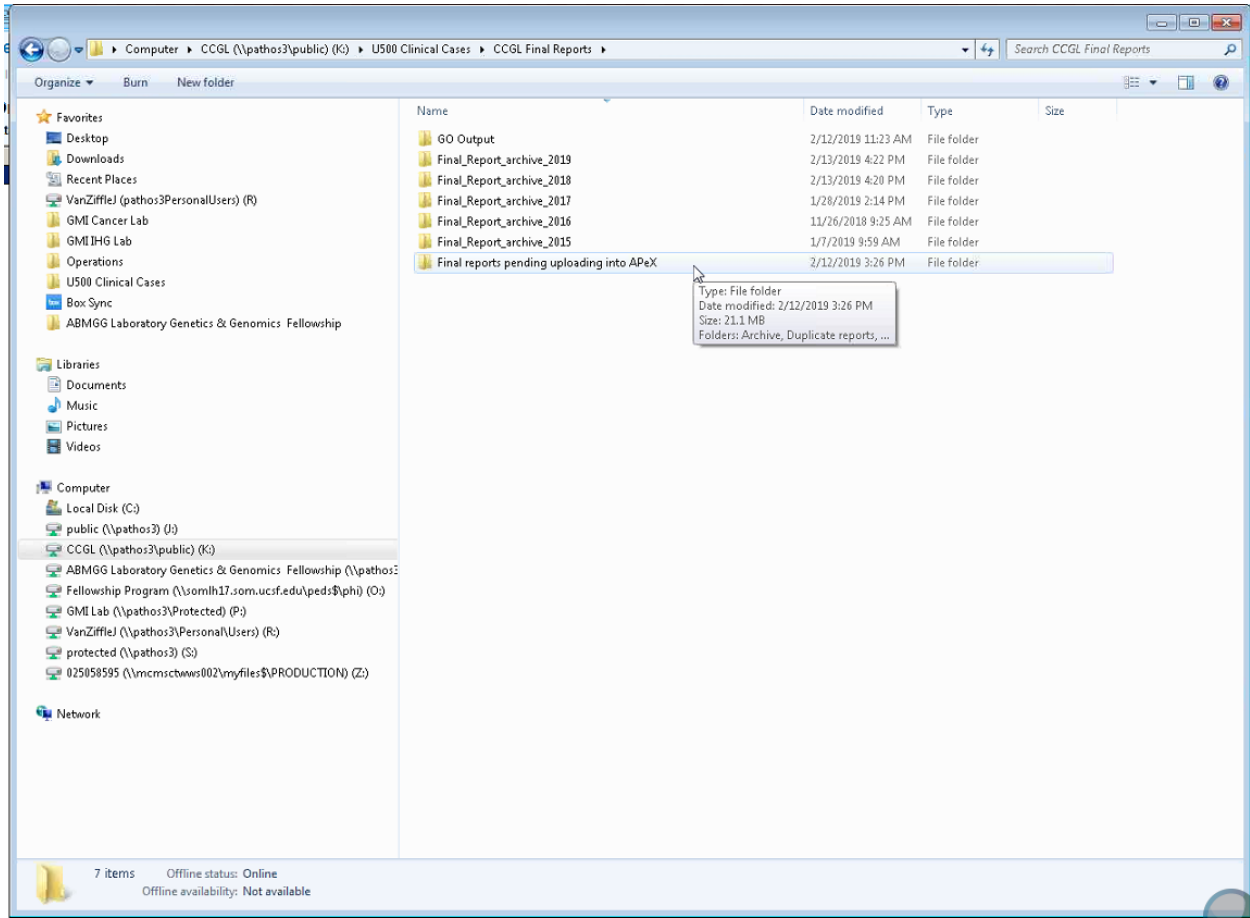 Computer ▸ CCGL (\\pathos3\public) (K:) ▸ U500 Clinical Cases ▸ CCGL Final Reports ▸
Search CCGL Final Reports
Organize Burn New folder
Favorites
Desktop
Downloads
Recent Places
VanZiffleJ (pathos3PersonalUsers) (R)
GMI Cancer Lab
GMI IHG Lab
Operations
U500 Clinical Cases
Box Sync
ABMGG Laboratory Genetics & Genomics Fellowship
Libraries
Documents
Music
Pictures
Videos
Computer
Local Disk (C:)
public (\\pathos3) (J:)
CCGL (\\pathos3\public) (K:)
ABMGG Laboratory Genetics & Genomics Fellowship (\\pathos3
Fellowship Program (\\somlh17.som.ucsf.edu\peds$\phi) (O:)
GMI Lab (\\pathos3\Protected) (P:)
VanZiffleJ (\\pathos3\Personal\Users) (R:)
protected (\\pathos3) (S:)
025058595 (\\mcmsctwws002\myfiles$\PRODUCTION) (Z:)
Network
Name Date modified Type Size
GO Output 2/12/2019 11:23 AM File folder
Final_Report_archive_2019 2/13/2019 4:22 PM File folder
Final_Report_archive_2018 2/13/2019 4:20 PM File folder
Final_Report_archive_2017 1/28/2019 2:14 PM File folder
Final_Report_archive_2016 11/26/2018 9:25 AM File folder
Final_Report_archive_2015 1/7/2019 9:59 AM File folder
Final reports pending uploading into APeX 2/12/2019 3:26 PM File folder
Type: File folder
Date modified: 2/12/2019 3:26 PM
Size: 21.1 MB
Folders: Archive, Duplicate reports, ...
7 items Offline status: Online
Offline availability: Not available